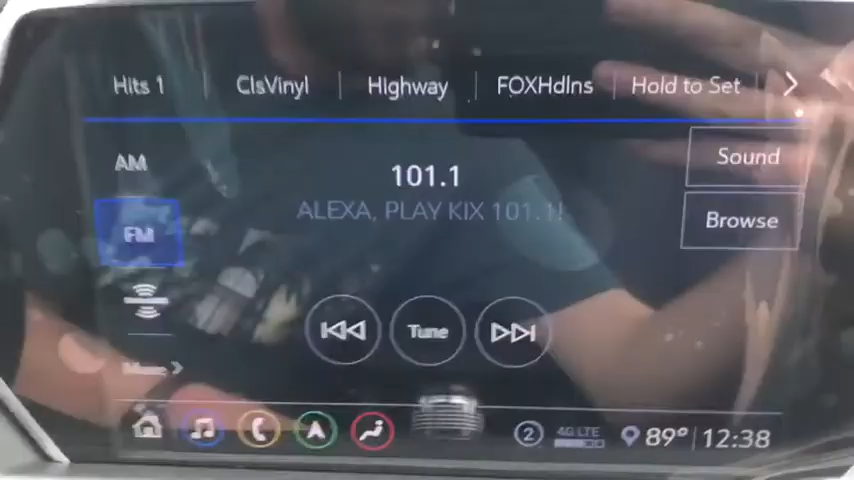 Hits 1 ClsVinyl Highway FOXHdlns Hold to Set
AM
101.1
Sound
ALEXA, PLAY KIX 101.1!
FM
Browse
Tune
More
2 4G LTE 89° 12:38